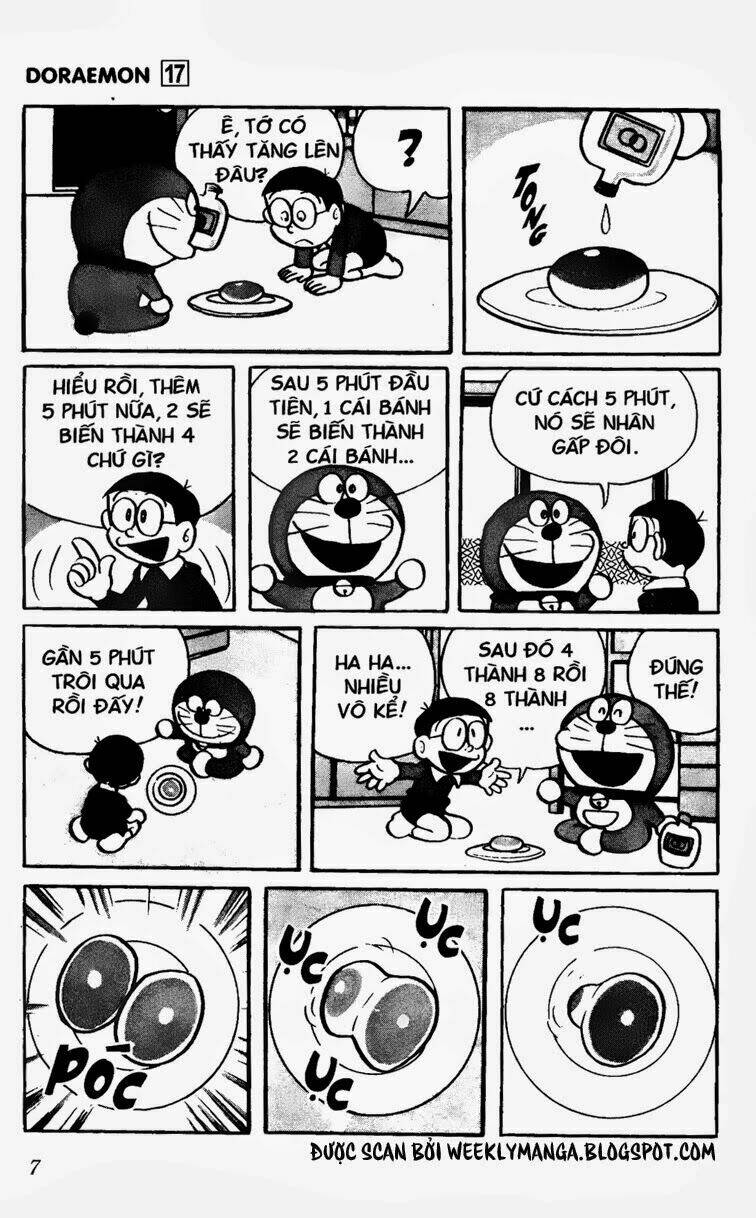 DORAEMON 17
TONG
?
Ê, TỚ CÓ
THẤY TĂNG LÊN
ĐÂU?
CỨ CÁCH 5 PHÚT,
NÓ SẼ NHÂN
GẤP ĐÔI.
SAU 5 PHÚT ĐẦU
TIÊN, 1 CÁI BÁNH
SẼ BIẾN THÀNH
2 CÁI BÁNH...
HIỂU RỒI, THÊM
5 PHÚT NỮA, 2 SẼ
BIẾN THÀNH 4
CHỨ GÌ?
ĐÚNG
THẾ!
SAU ĐÓ 4
THÀNH 8 RỒI
8 THÀNH
...
HA HA...
NHIỀU
VÔ KỂ!
GẦN 5 PHÚT
TRÔI QUA
RỒI ĐẤY!
ỤC
ỤC
ỤC
ỤC
PÓC
ĐƯỢC SCAN BỞI WEEKLYMANGA.BLOGSPOT.COM
7